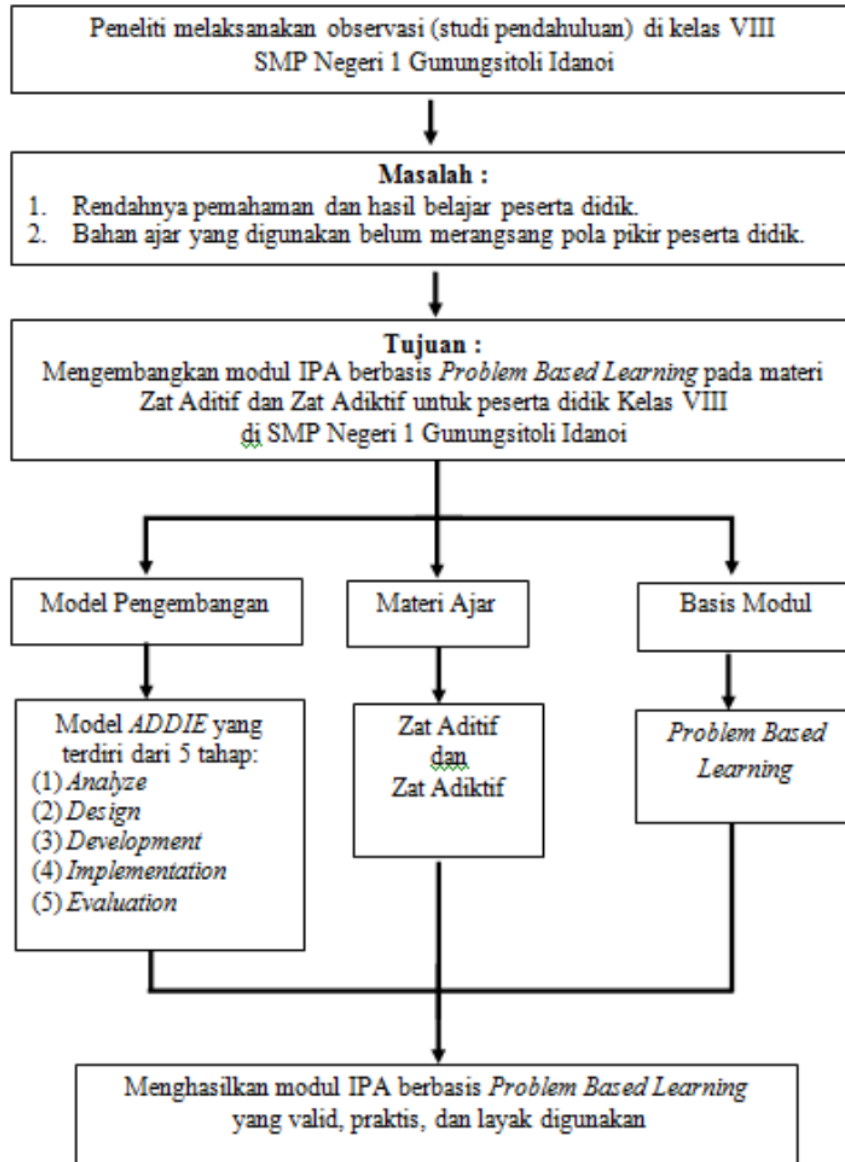 Peneliti melaksanakan observasi (studi pendahuluan) di kelas VIII
SMP Negeri 1 Gunungsitoli Idanoi
Masalah :
1. Rendahnya pemahaman dan hasil belajar peserta didik.
2. Bahan ajar yang digunakan belum merangsang pola pikir peserta didik.
Tujuan :
Mengembangkan modul IPA berbasis Problem Based Learning pada materi
Zat Aditif dan Zat Adiktif untuk peserta didik Kelas VIII
di SMP Negeri 1 Gunungsitoli Idanoi
Model Pengembangan
Materi Ajar
Basis Modul
Model ADDIE yang
terdiri dari 5 tahap:
(1) Analyze
(2) Design
(3) Development
(4) Implementation
(5) Evaluation
Zat Aditif
dan
Zat Adiktif
Problem Based
Learning
Menghasilkan modul IPA berbasis Problem Based Learning
yang valid, praktis, dan layak digunakan